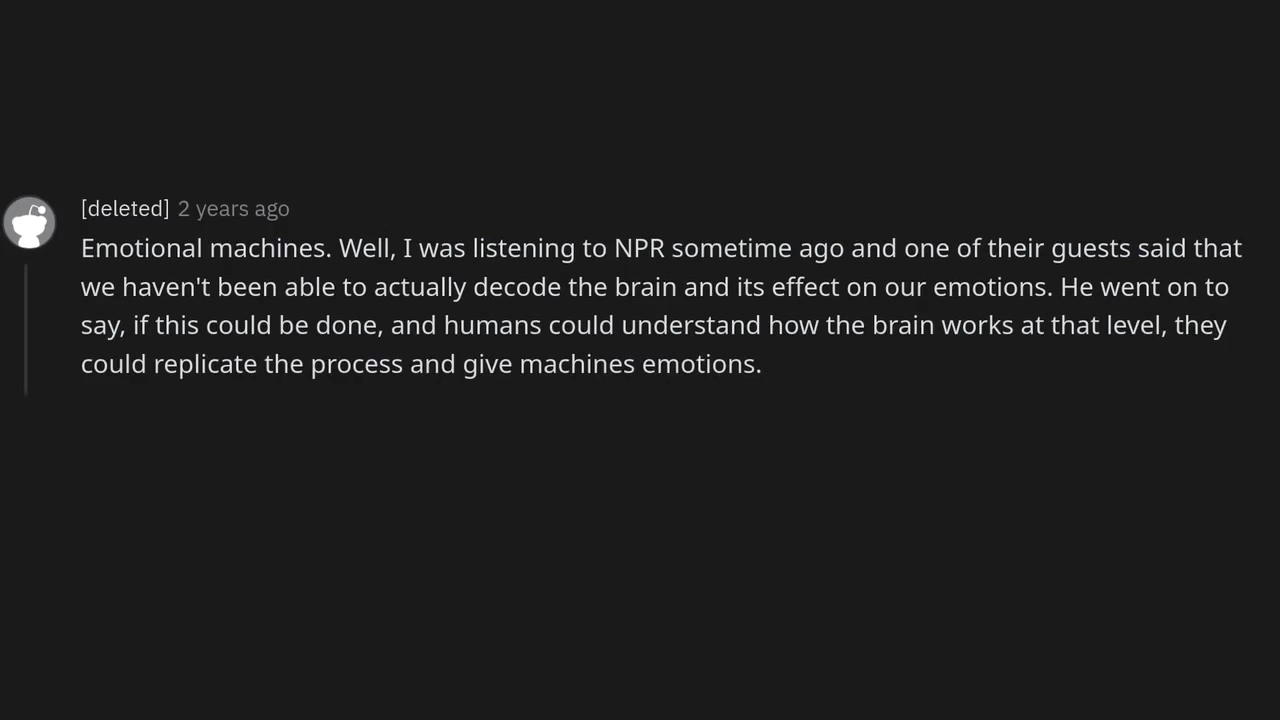 [deleted] 2 years ago
Emotional machines. Well, I was listening to NPR sometime ago and one of their guests said that
we haven't been able to actually decode the brain and its effect on our emotions. He went on to
say, if this could be done, and humans could understand how the brain works at that level, they
could replicate the process and give machines emotions.